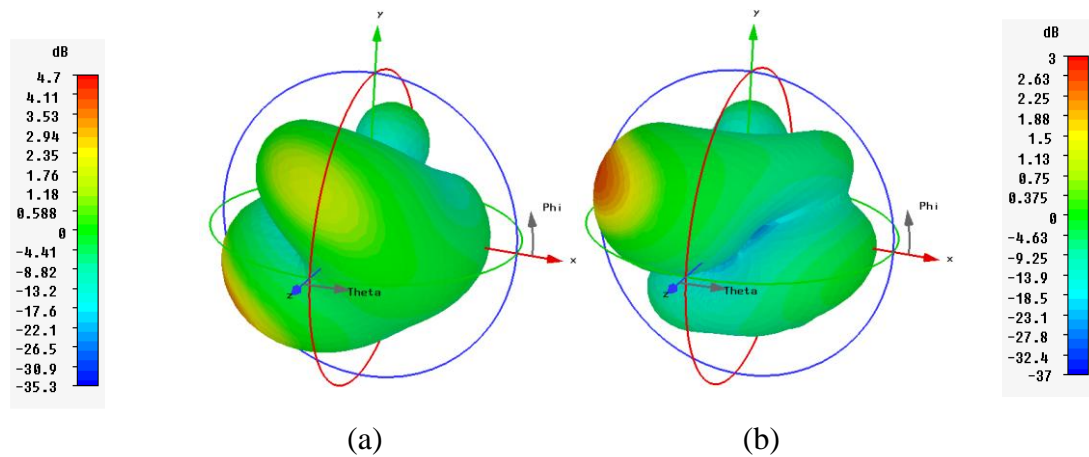 dB
4.7
4.11
3.53
2.94
2.35
1.76
1.18
0.588
0
-4.41
-8.82
-13.2
-17.6
-22.1
-26.5
-30.9
-35.3
y
Phi
x
z
Theta
y
Phi
x
z
Theta
dB
3
2.63
2.25
1.88
1.5
1.13
0.75
0.375
0
-4.63
-9.25
-13.9
-18.5
-23.1
-27.8
-32.4
-37
(a)
(b)